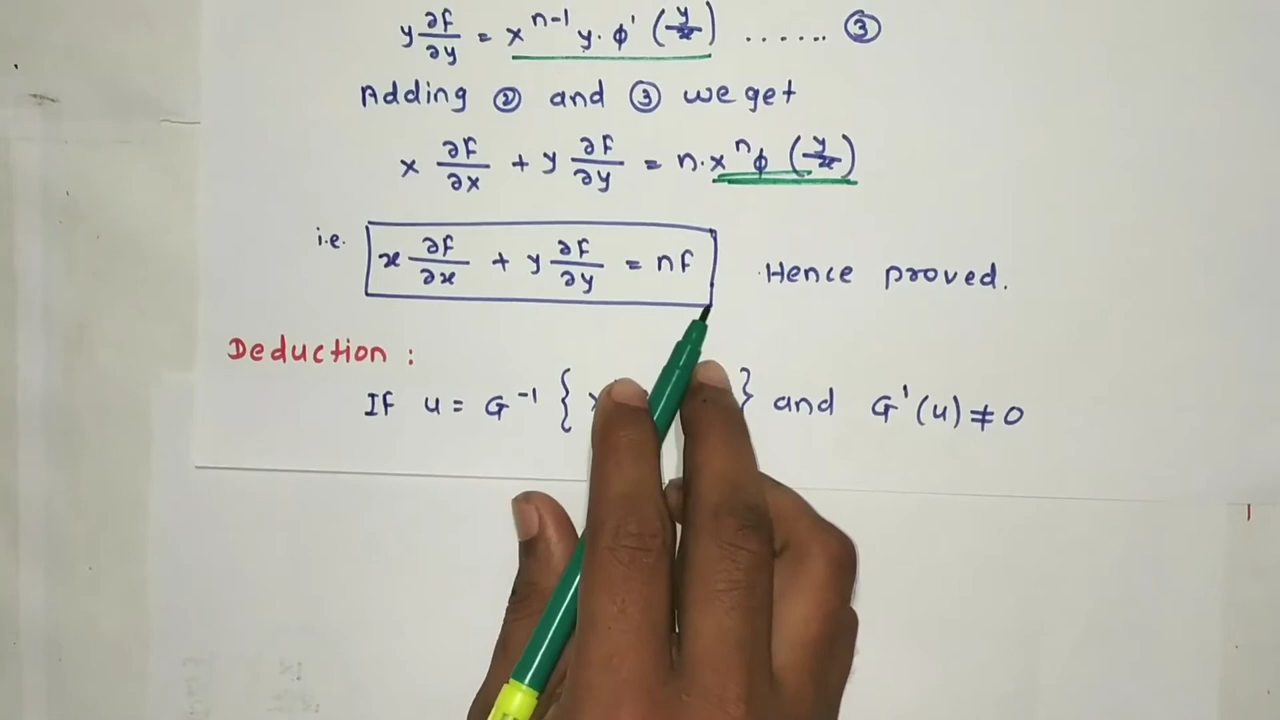 y ∂f/∂y = x^{n-1} y. φ' (y/x) ...... ③
Adding ② and ③ we get
x ∂f/∂x + y ∂f/∂y = n.x^n φ (y/x)
i.e. x ∂f/∂x + y ∂f/∂y = nf Hence proved.
Deduction :
If u = G^{-1} { } and G'(u) ≠ 0